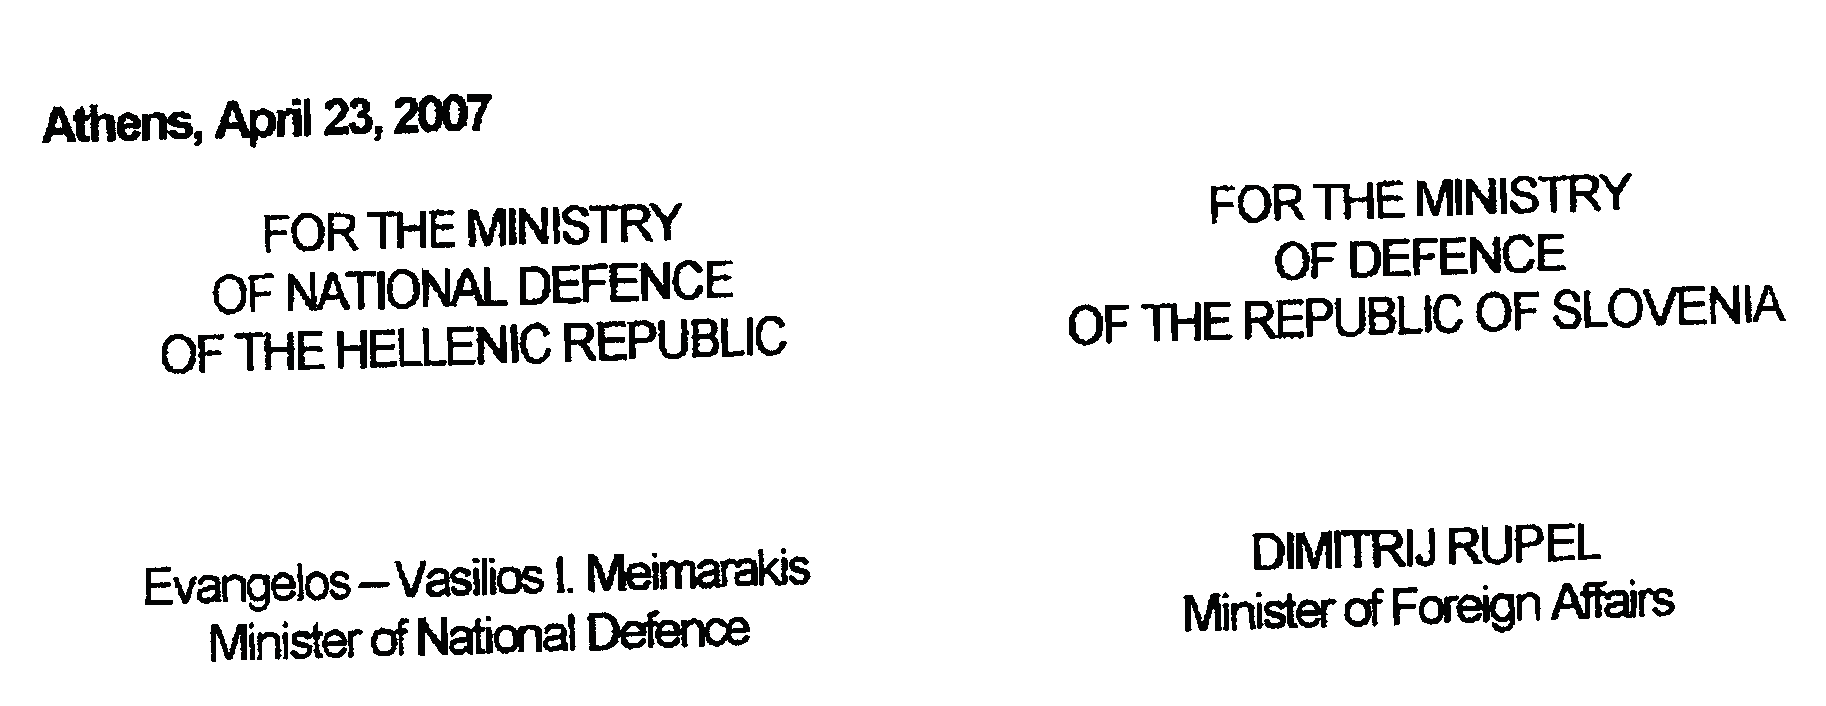 Athens, April 23, 2007
FOR THE MINISTRY
OF NATIONAL DEFENCE
OF THE HELLENIC REPUBLIC
FOR THE MINISTRY
OF DEFENCE
OF THE REPUBLIC OF SLOVENIA
Evangelos – Vasilios I. Meimarakis
Minister of National Defence
DIMITRIJ RUPEL
Minister of Foreign Affairs